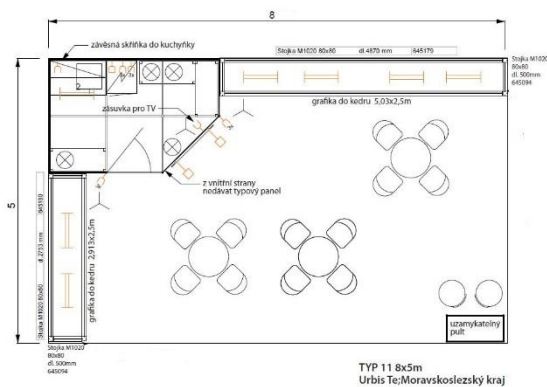 8
závěsná skříňka do kuchyňky
Stojka M1020 80x80 dl. 4870 mm 645179
Stojka M1020
80x80
dl. 500mm
645094
grafika do kedru 5,03x2,5m
zásuvka pro TV
z vnitřní strany
nedávat typový panel
5
Stojka M1020 80x80 dl. 2753 mm
grafika do kedru 2,913x2,5m
Stojka M1020
80x80
dl. 500mm
645094
uzamykatelný
pult
TYP 11 8x5m
Urbis Te;Moravskoslezský kraj